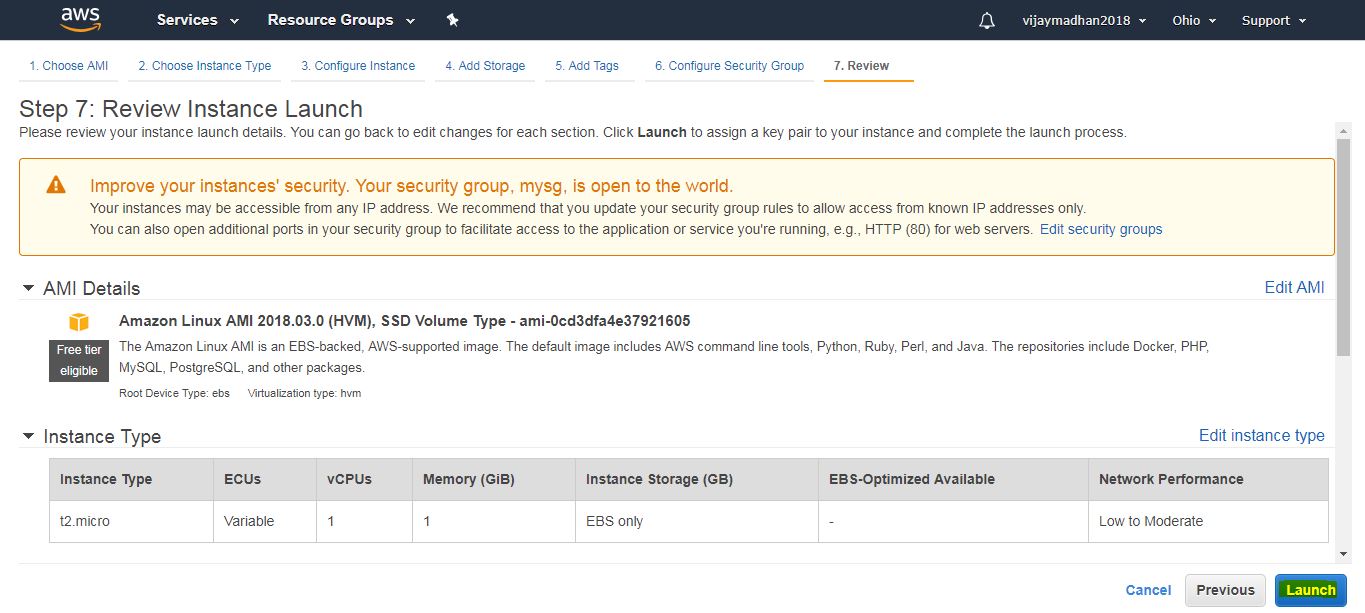 aws Services Resource Groups vijaymadhan2018 Ohio Support
1. Choose AMI 2. Choose Instance Type 3. Configure Instance 4. Add Storage 5. Add Tags 6. Configure Security Group 7. Review
Step 7: Review Instance Launch
Please review your instance launch details. You can go back to edit changes for each section. Click Launch to assign a key pair to your instance and complete the launch process.
Improve your instances' security. Your security group, mysg, is open to the world.
Your instances may be accessible from any IP address. We recommend that you update your security group rules to allow access from known IP addresses only.
You can also open additional ports in your security group to facilitate access to the application or service you're running, e.g., HTTP (80) for web servers. Edit security groups
AMI Details Edit AMI
Amazon Linux AMI 2018.03.0 (HVM), SSD Volume Type - ami-0cd3dfa4e37921605
Free tier
eligible
The Amazon Linux AMI is an EBS-backed, AWS-supported image. The default image includes AWS command line tools, Python, Ruby, Perl, and Java. The repositories include Docker, PHP,
MySQL, PostgreSQL, and other packages.
Root Device Type: ebs Virtualization type: hvm
Instance Type Edit instance type
Instance Type ECUs vCPUs Memory (GiB) Instance Storage (GB) EBS-Optimized Available Network Performance
t2.micro Variable 1 1 EBS only - Low to Moderate
Cancel Previous Launch